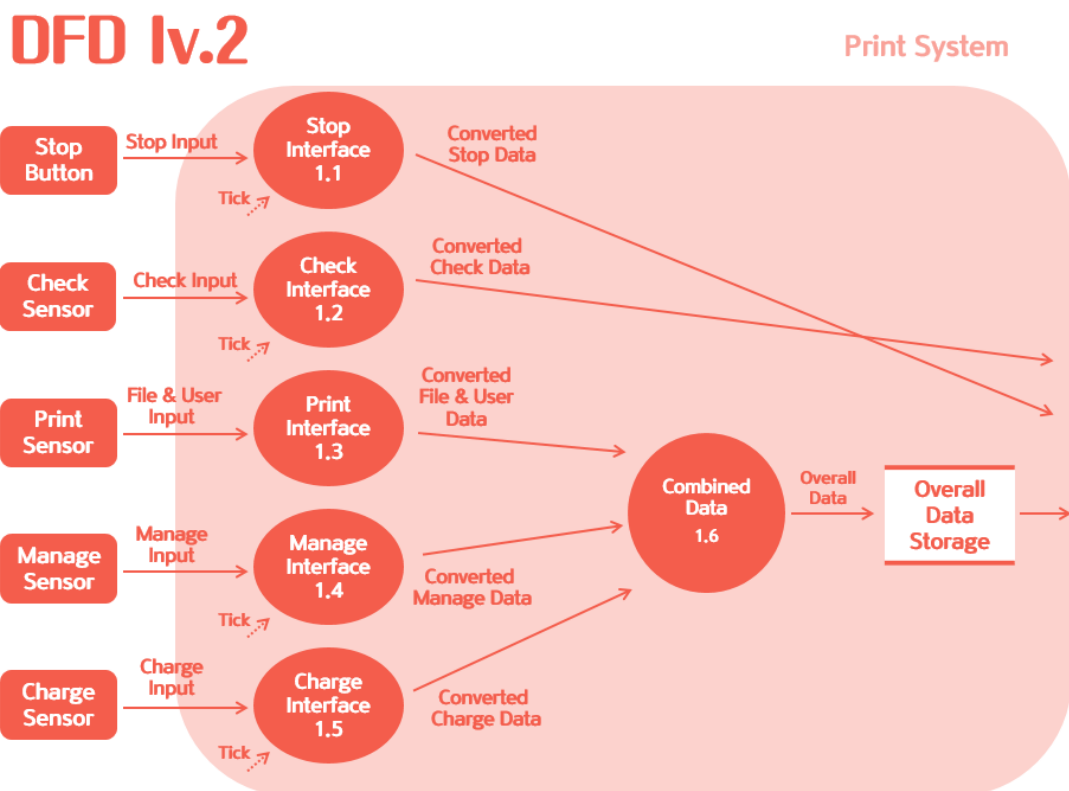 DFD lv.2
Print System
Stop
Button
Stop Input
Tick
Stop
Interface
1.1
Converted
Stop Data
Check
Sensor
Check Input
Tick
Check
Interface
1.2
Converted
Check Data
Print
Sensor
File & User
Input
Print
Interface
1.3
Converted
File & User
Data
Manage
Sensor
Manage
Input
Tick
Manage
Interface
1.4
Converted
Manage Data
Charge
Sensor
Charge
Input
Tick
Charge
Interface
1.5
Converted
Charge Data
Combined
Data
1.6
Overall
Data
Overall
Data
Storage